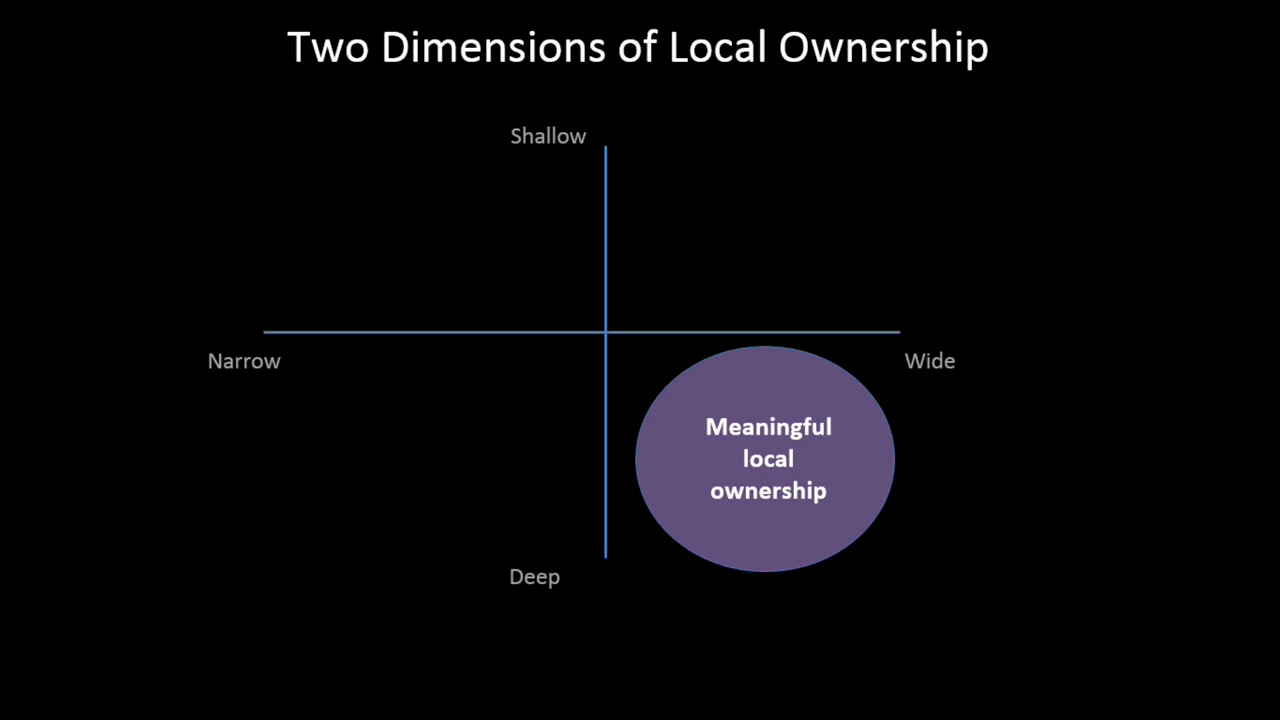 Two Dimensions of Local Ownership
Shallow
Narrow
Wide
Meaningful
local
ownership
Deep